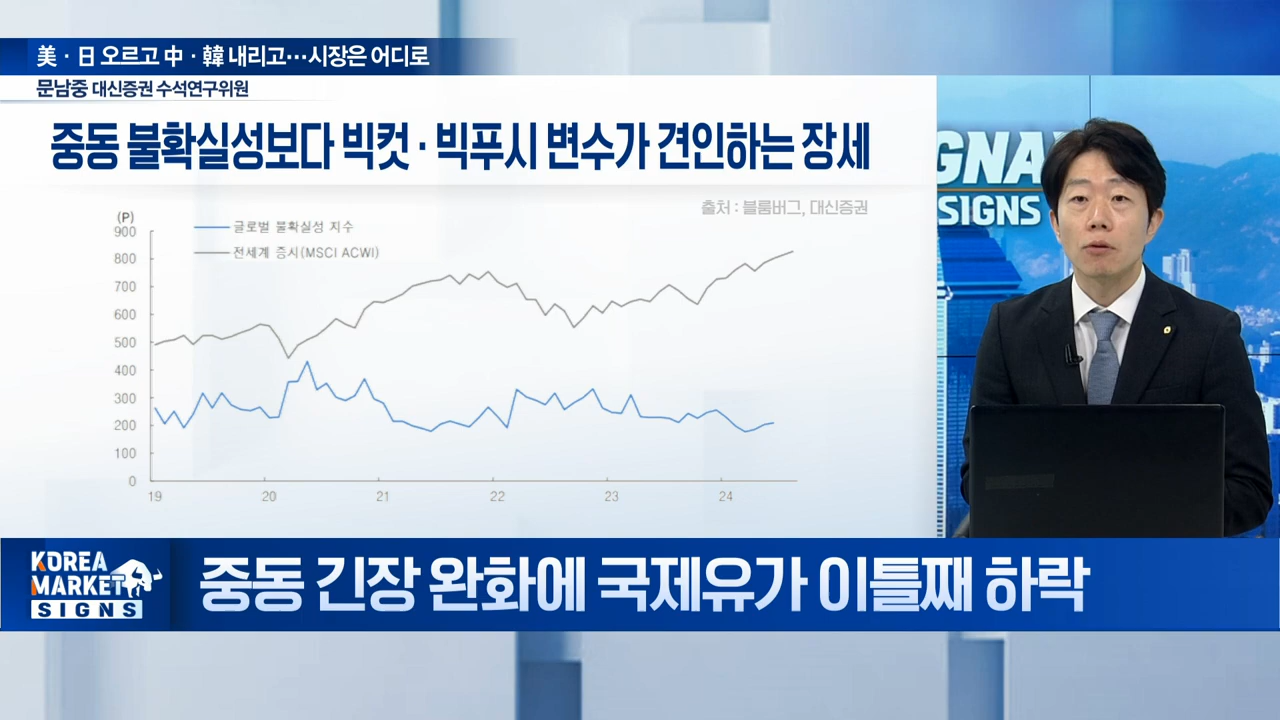 美·日 오르고 中·韓 내리고…시장은 어디로
문남중 대신증권 수석연구위원
중동 불확실성보다 빅컷·빅푸시 변수가 견인하는 장세
출처 : 블룸버그, 대신증권
(P)
글로벌 불확실성 지수
전세계 증시(MSCI ACWI)
900
800
700
600
500
400
300
200
100
0
19 20 21 22 23 24
GNA
SIGNS
KOREA
MARKET
SIGNS
중동 긴장 완화에 국제유가 이틀째 하락